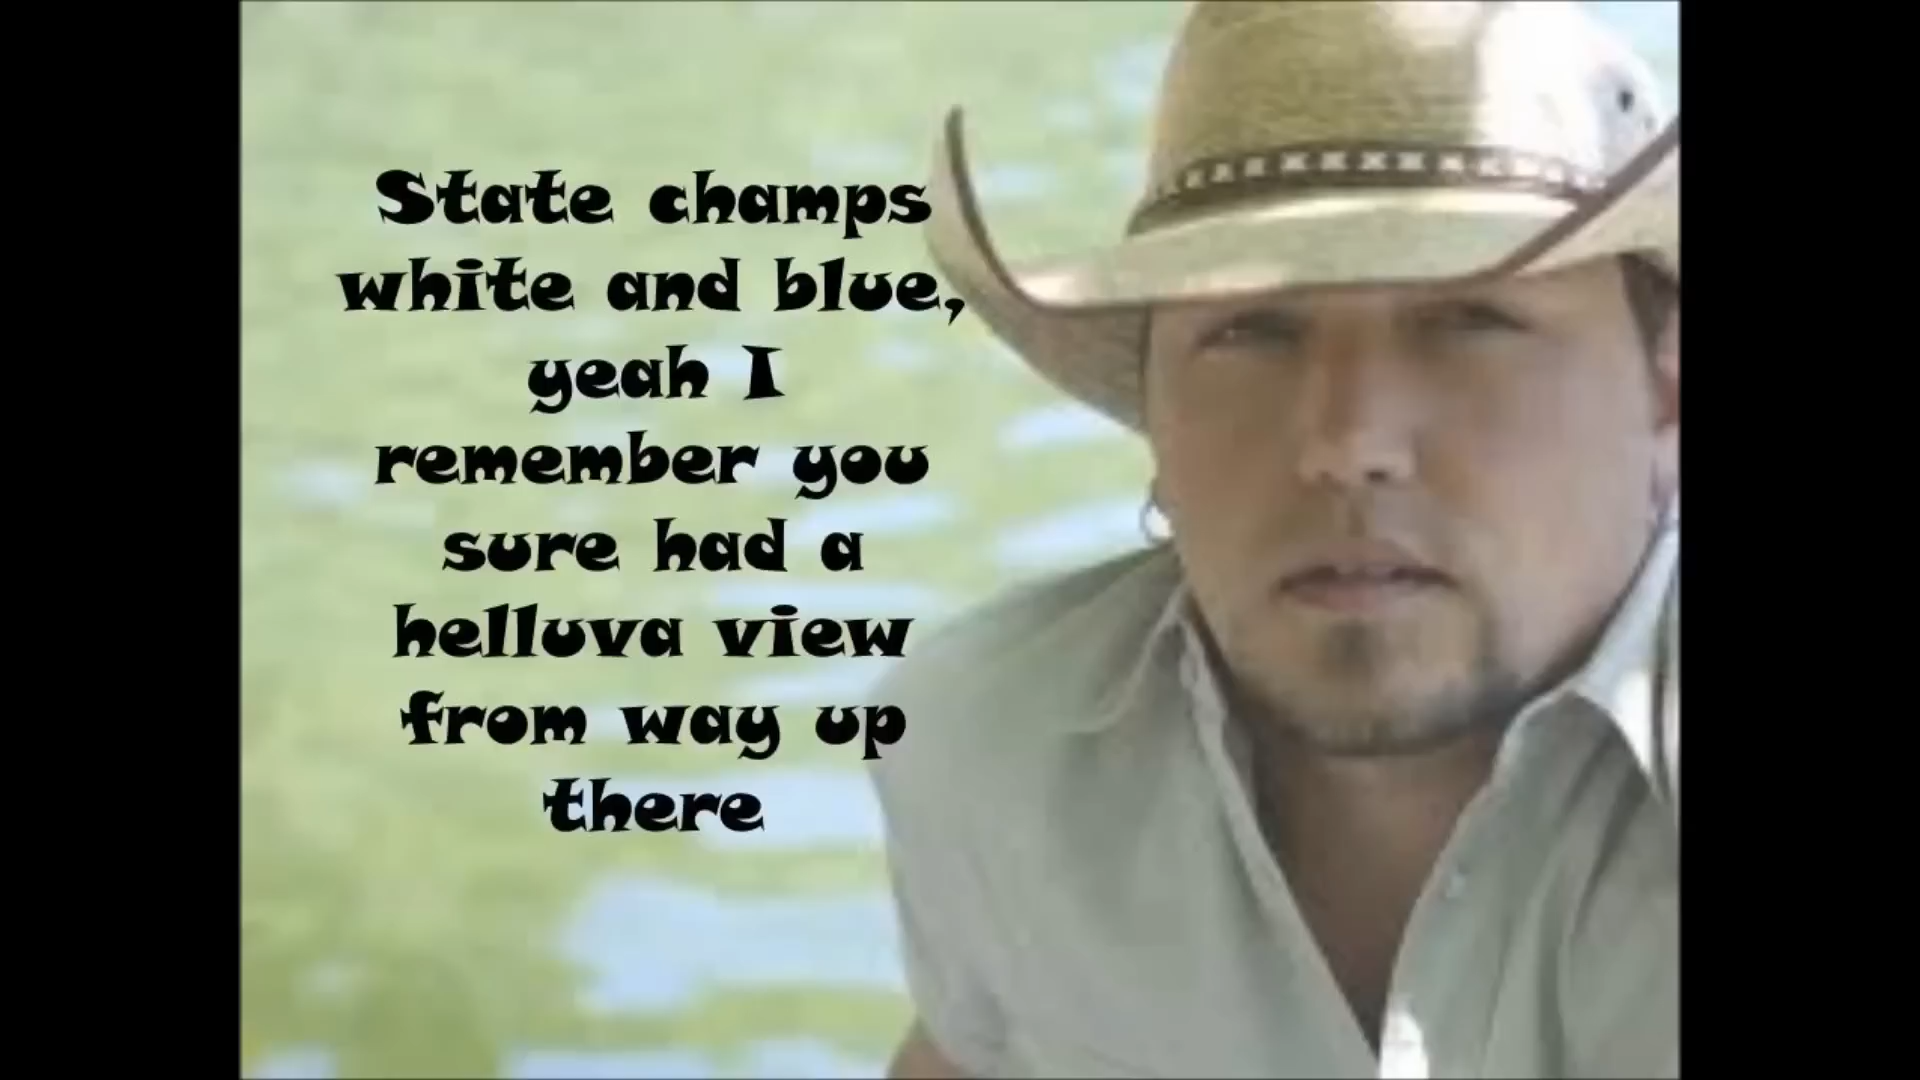 State champs
white and blue,
yeah I
remember you
sure had a
helluva view
from way up
there